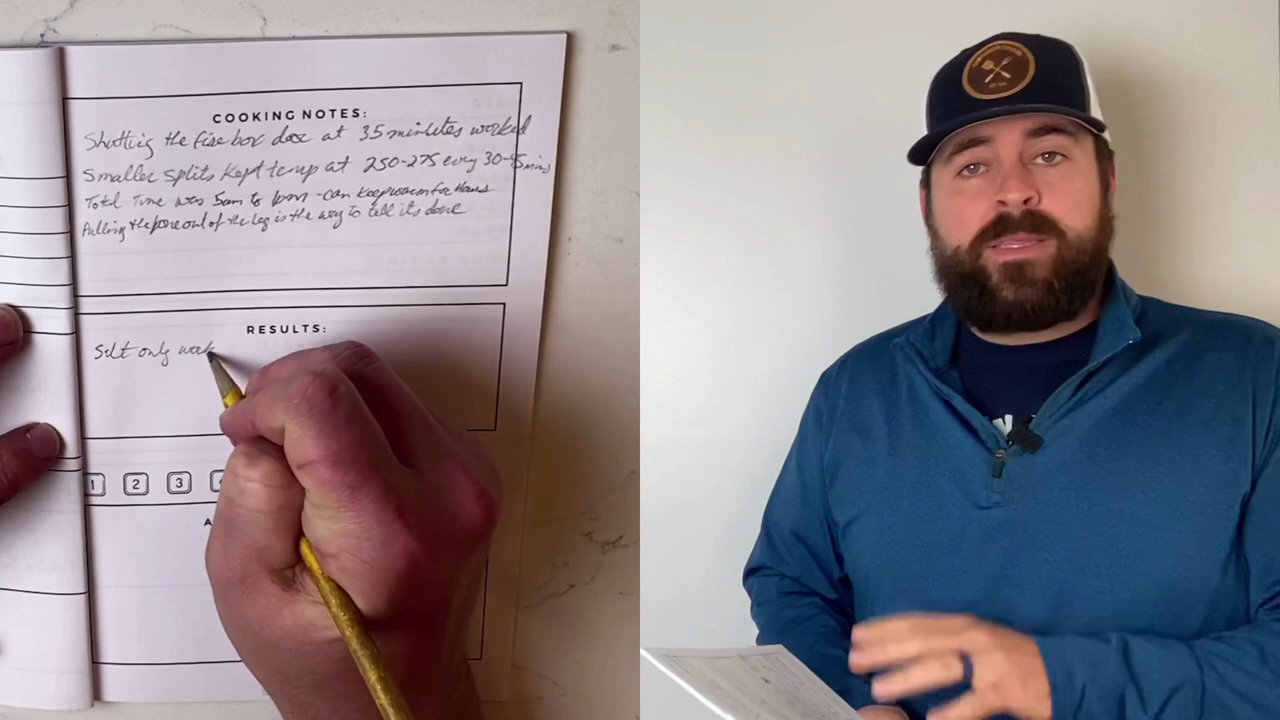 COOKING NOTES:
Shutting the fire box door at 35 minutes worked
Smaller splits kept temp at 250-275 every 30-45 mins
Total Time was 5am to 1pm - can keep warm for hours
Pulling the bone out of the leg is the way to tell its done
RESULTS:
Salt only work
1 2 3